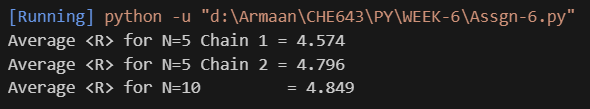 [Running] python -u "d:\Armaan\CHE643\PY\WEEK-6\Assgn-6.py"
Average <R> for N=5 Chain 1 = 4.574
Average <R> for N=5 Chain 2 = 4.796
Average <R> for N=10         = 4.849